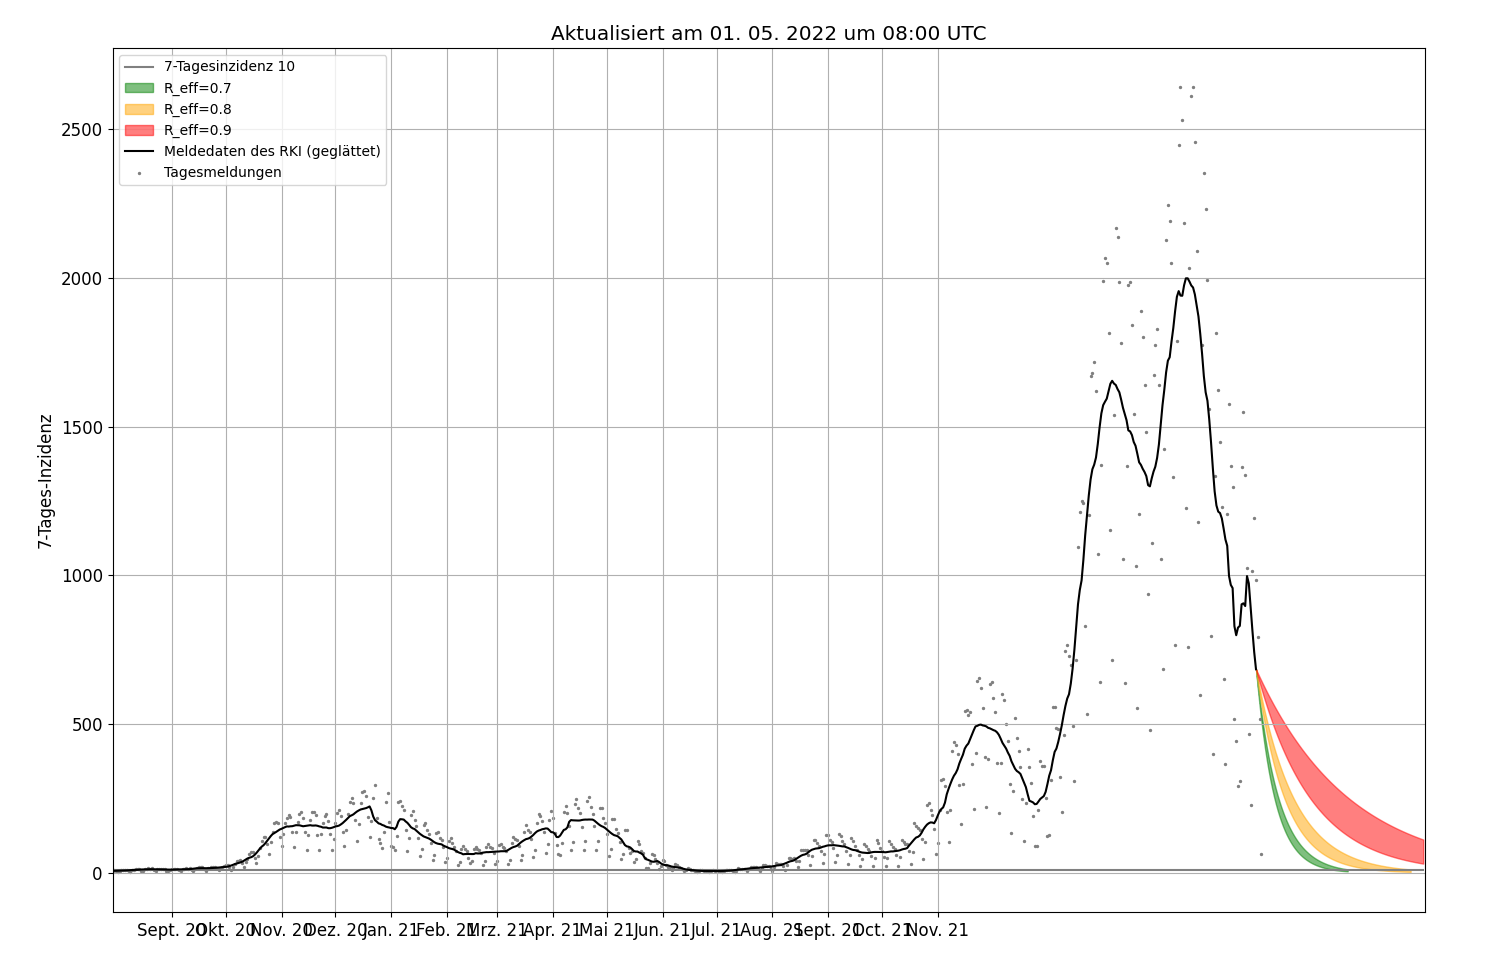 Aktualisiert am 01. 05. 2022 um 08:00 UTC
7-Tagesinzidenz 10
R_eff=0.7
R_eff=0.8
R_eff=0.9
Meldedaten des RKI (geglättet)
Tagesmeldungen
7-Tages-Inzidenz
2500
2000
1500
1000
500
0
Sept. 20 Okt. 20 Nov. 20 Dez. 20 Jan. 21 Feb. 21 Mrz. 21 Apr. 21 Mai 21 Jun. 21 Jul. 21 Aug. 21 Sept. 21 Oct. 21 Nov. 21